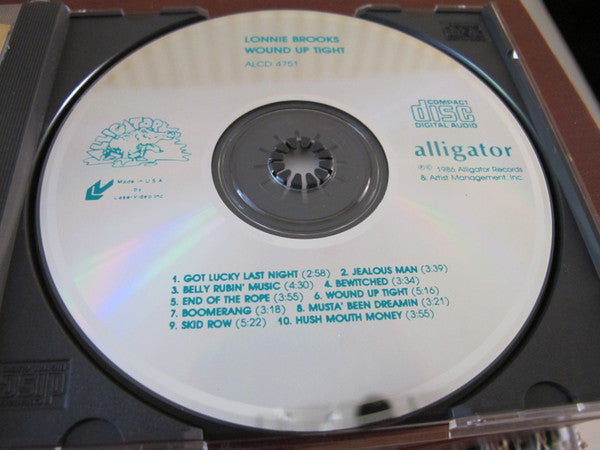 LONNIE BROOKS
WOUND UP TIGHT
ALCD 4751
ALLIGATOR
COMPACT
disc
DIGITAL AUDIO
Made in U.S.A.
by
LaserVideo Inc.
alligator
℗© 1986 Alligator Records
& Artist Management, Inc.
1. GOT LUCKY LAST NIGHT (2:58) 2. JEALOUS MAN (3:39)
3. BELLY RUBIN' MUSIC (4:30) 4. BEWITCHED (3:34)
5. END OF THE ROPE (3:55) 6. WOUND UP TIGHT (5:16)
7. BOOMERANG (3:18) 8. MUSTA' BEEN DREAMIN (3:21)
9. SKID ROW (5:22) 10. HUSH MOUTH MONEY (3:55)